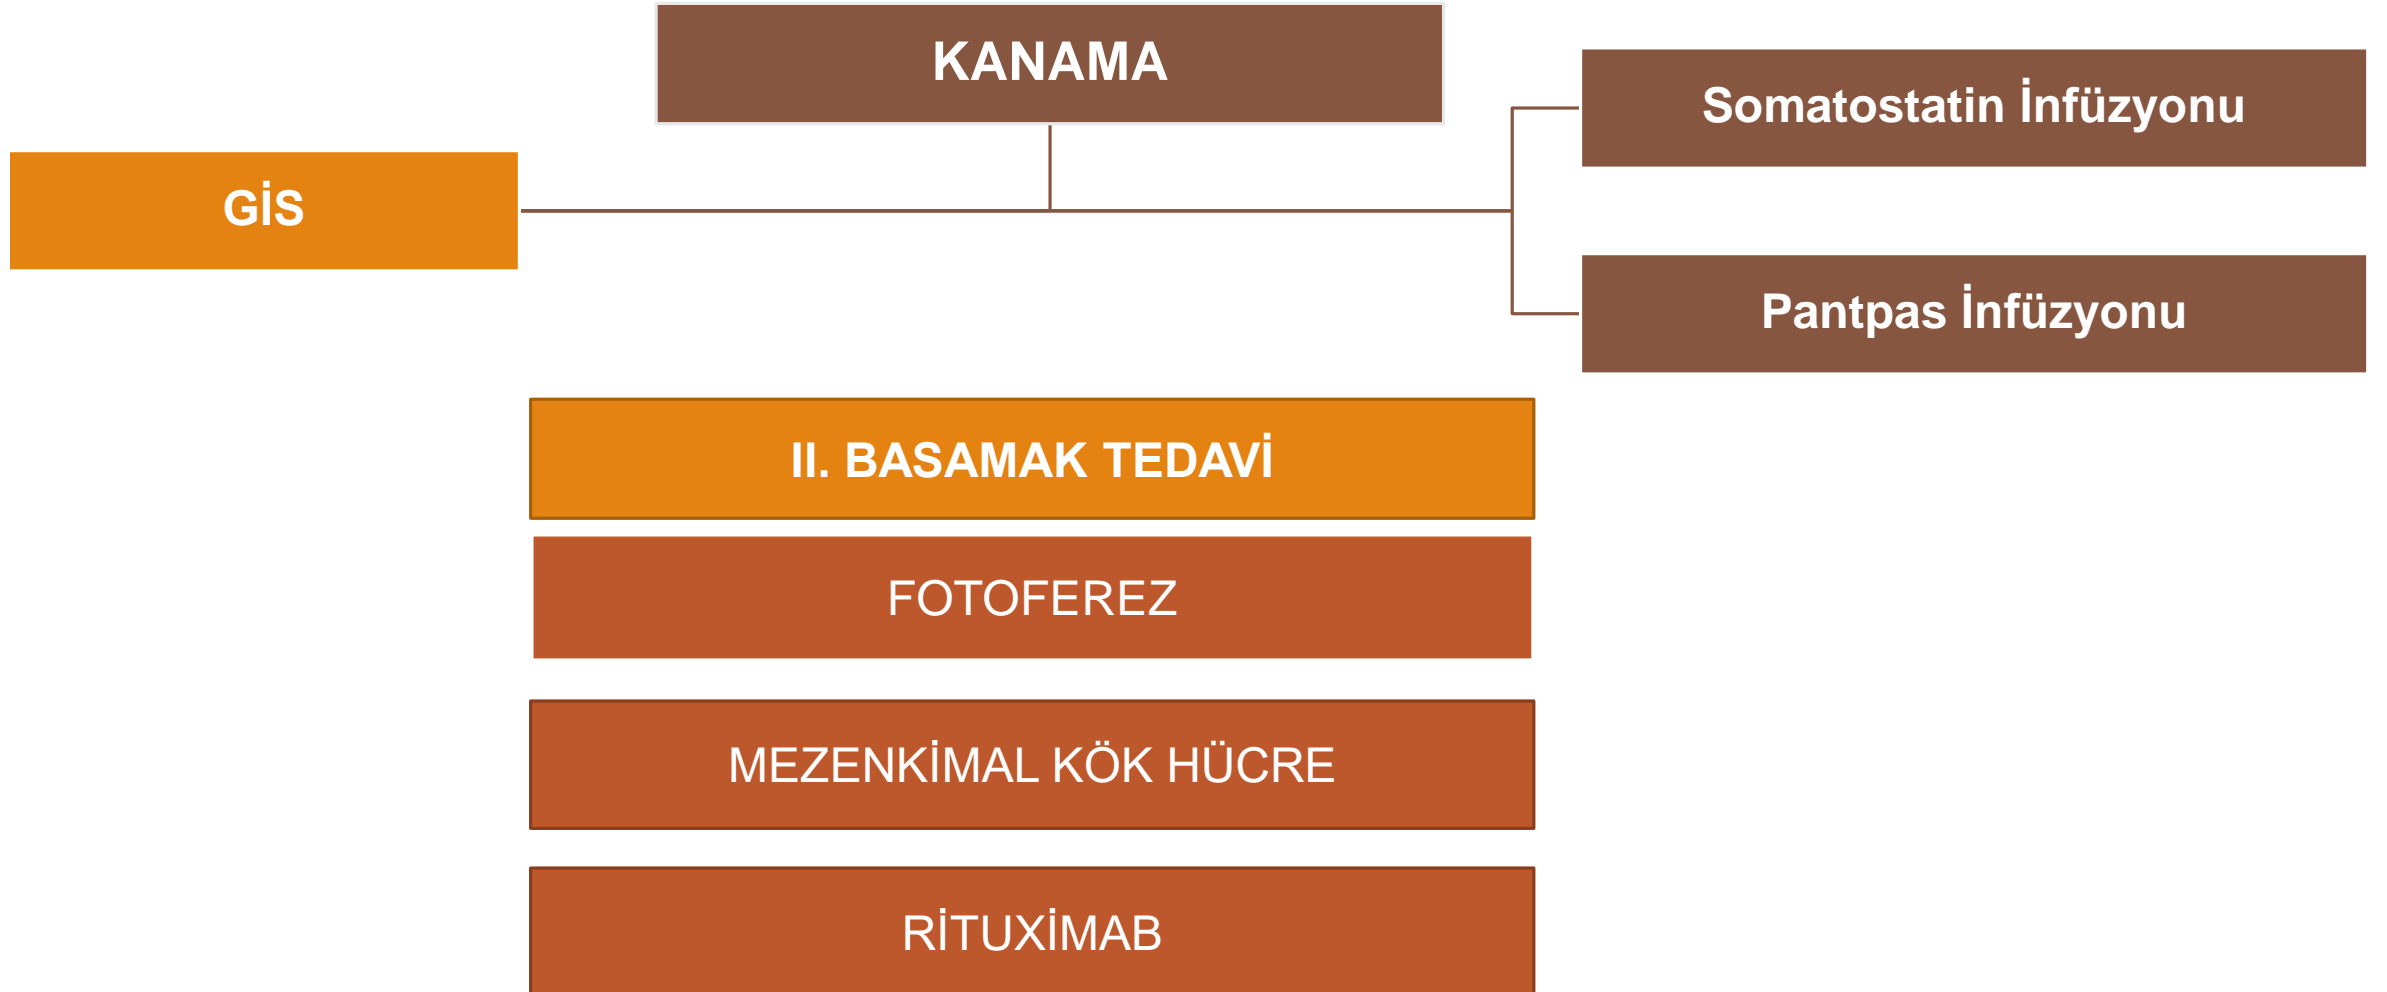 KANAMA
GİS
Somatostatin İnfüzyonu
Pantpas İnfüzyonu
II. BASAMAK TEDAVİ
FOTOFEREZ
MEZENKİMAL KÖK HÜCRE
RİTUXİMAB